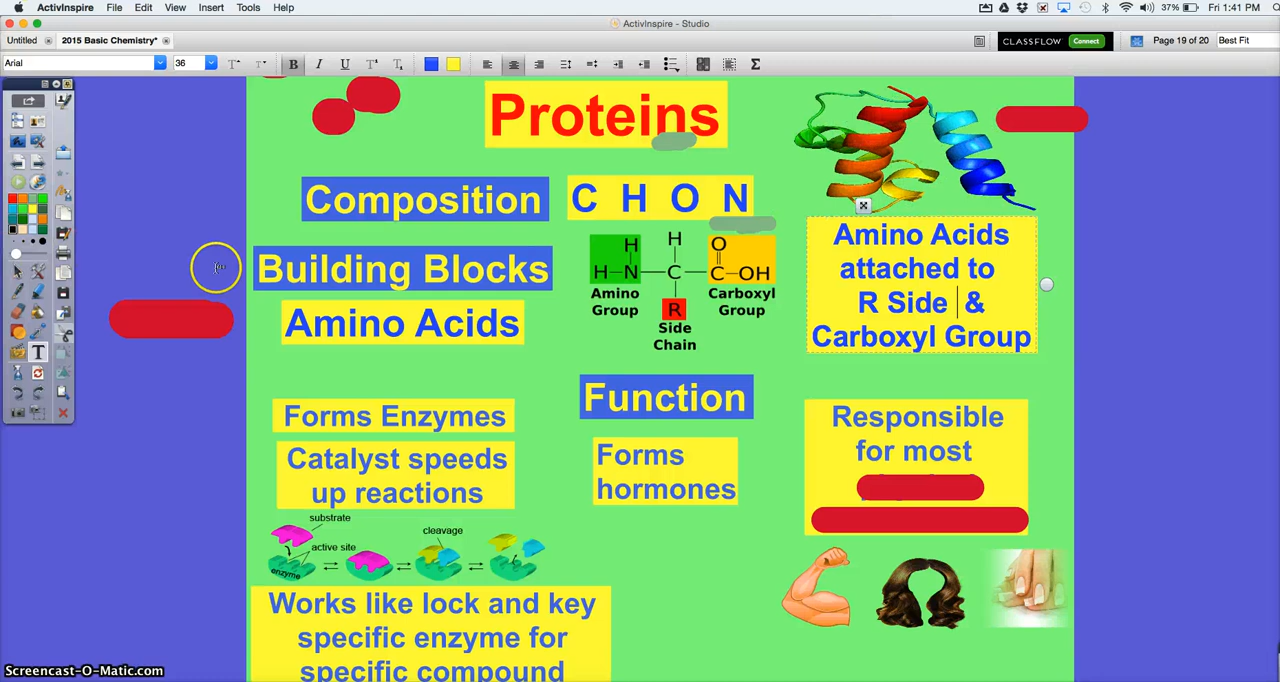 ActivInspire File Edit View Insert Tools Help
37% Fri 1:41 PM
ActivInspire - Studio
Untitled
2015 Basic Chemistry*
CLASSFLOW Connect
Page 19 of 20
Best Fit
Arial 36
B I U
Proteins
Composition
C H O N
Building Blocks
Amino Acids
H
H–N
Amino
Group
H
C
R
Side
Chain
O
C–OH
Carboxyl
Group
Amino Acids
attached to
R Side &
Carboxyl Group
Function
Forms Enzymes
Catalyst speeds
up reactions
substrate
active site
enzyme
cleavage
Works like lock and key
specific enzyme for
specific compound
Forms
hormones
Responsible
for most
Screencast-O-Matic.com